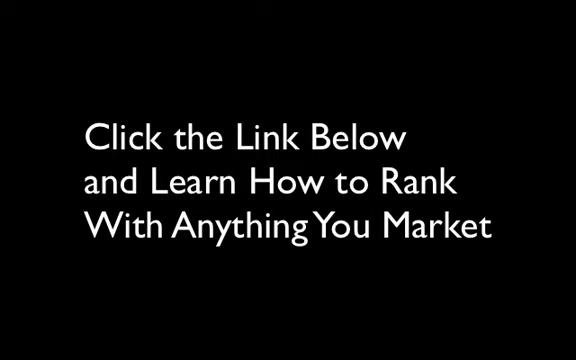 Click the Link Below
and Learn How to Rank
With Anything You Market